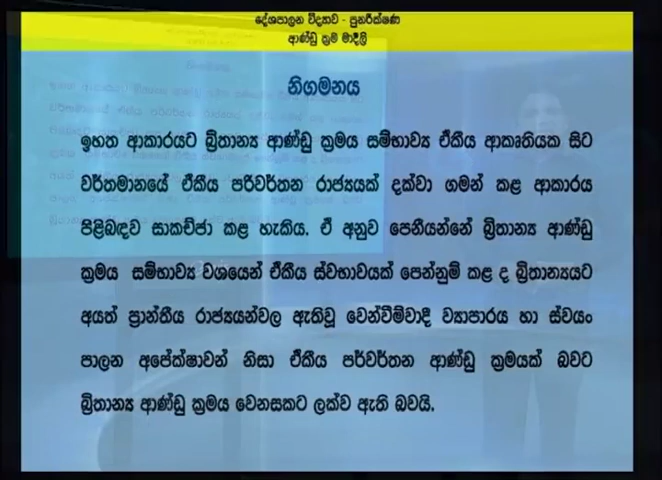 දේශපාලන විද්‍යාව - පුනරීක්ෂණ
ආණ්ඩු ක්‍රම මාදිලි
නිගමනය
ඉහත ආකාරයට බ්‍රිතාන්‍ය ආණ්ඩු ක්‍රමය සම්භාව්‍ය ඒකීය ආකෘතියක සිට
වර්තමානයේ ඒකීය පරිවර්තන රාජ්‍යයක් දක්වා ගමන් කළ ආකාරය
පිළිබඳව සාකච්ඡා කළ හැකිය. ඒ අනුව පෙනීයන්නේ බ්‍රිතාන්‍ය ආණ්ඩු
ක්‍රමය සම්භාව්‍ය වශයෙන් ඒකීය ස්වභාවයක් පෙන්නුම් කළ ද බ්‍රිතාන්‍යයට
අයත් ප්‍රාන්තීය රාජ්‍යයන්වල ඇතිවූ වෙන්වීම්වාදී ව්‍යාපාරය හා ස්වයං
පාලන අපේක්ෂාවන් නිසා ඒකීය පර්වර්තන ආණ්ඩු ක්‍රමයක් බවට
බ්‍රිතාන්‍ය ආණ්ඩු ක්‍රමය වෙනසකට ලක්ව ඇති බවයි.